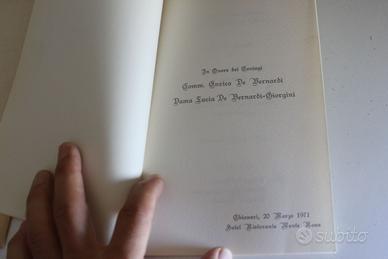 In Onore dei Coniugi
Comm. Enrico De Bernardi
Dama Lucia De Bernardi-Giorgini
Chiavari, 20 Marzo 1971
Hotel Ristorante Monte Rosa
subito